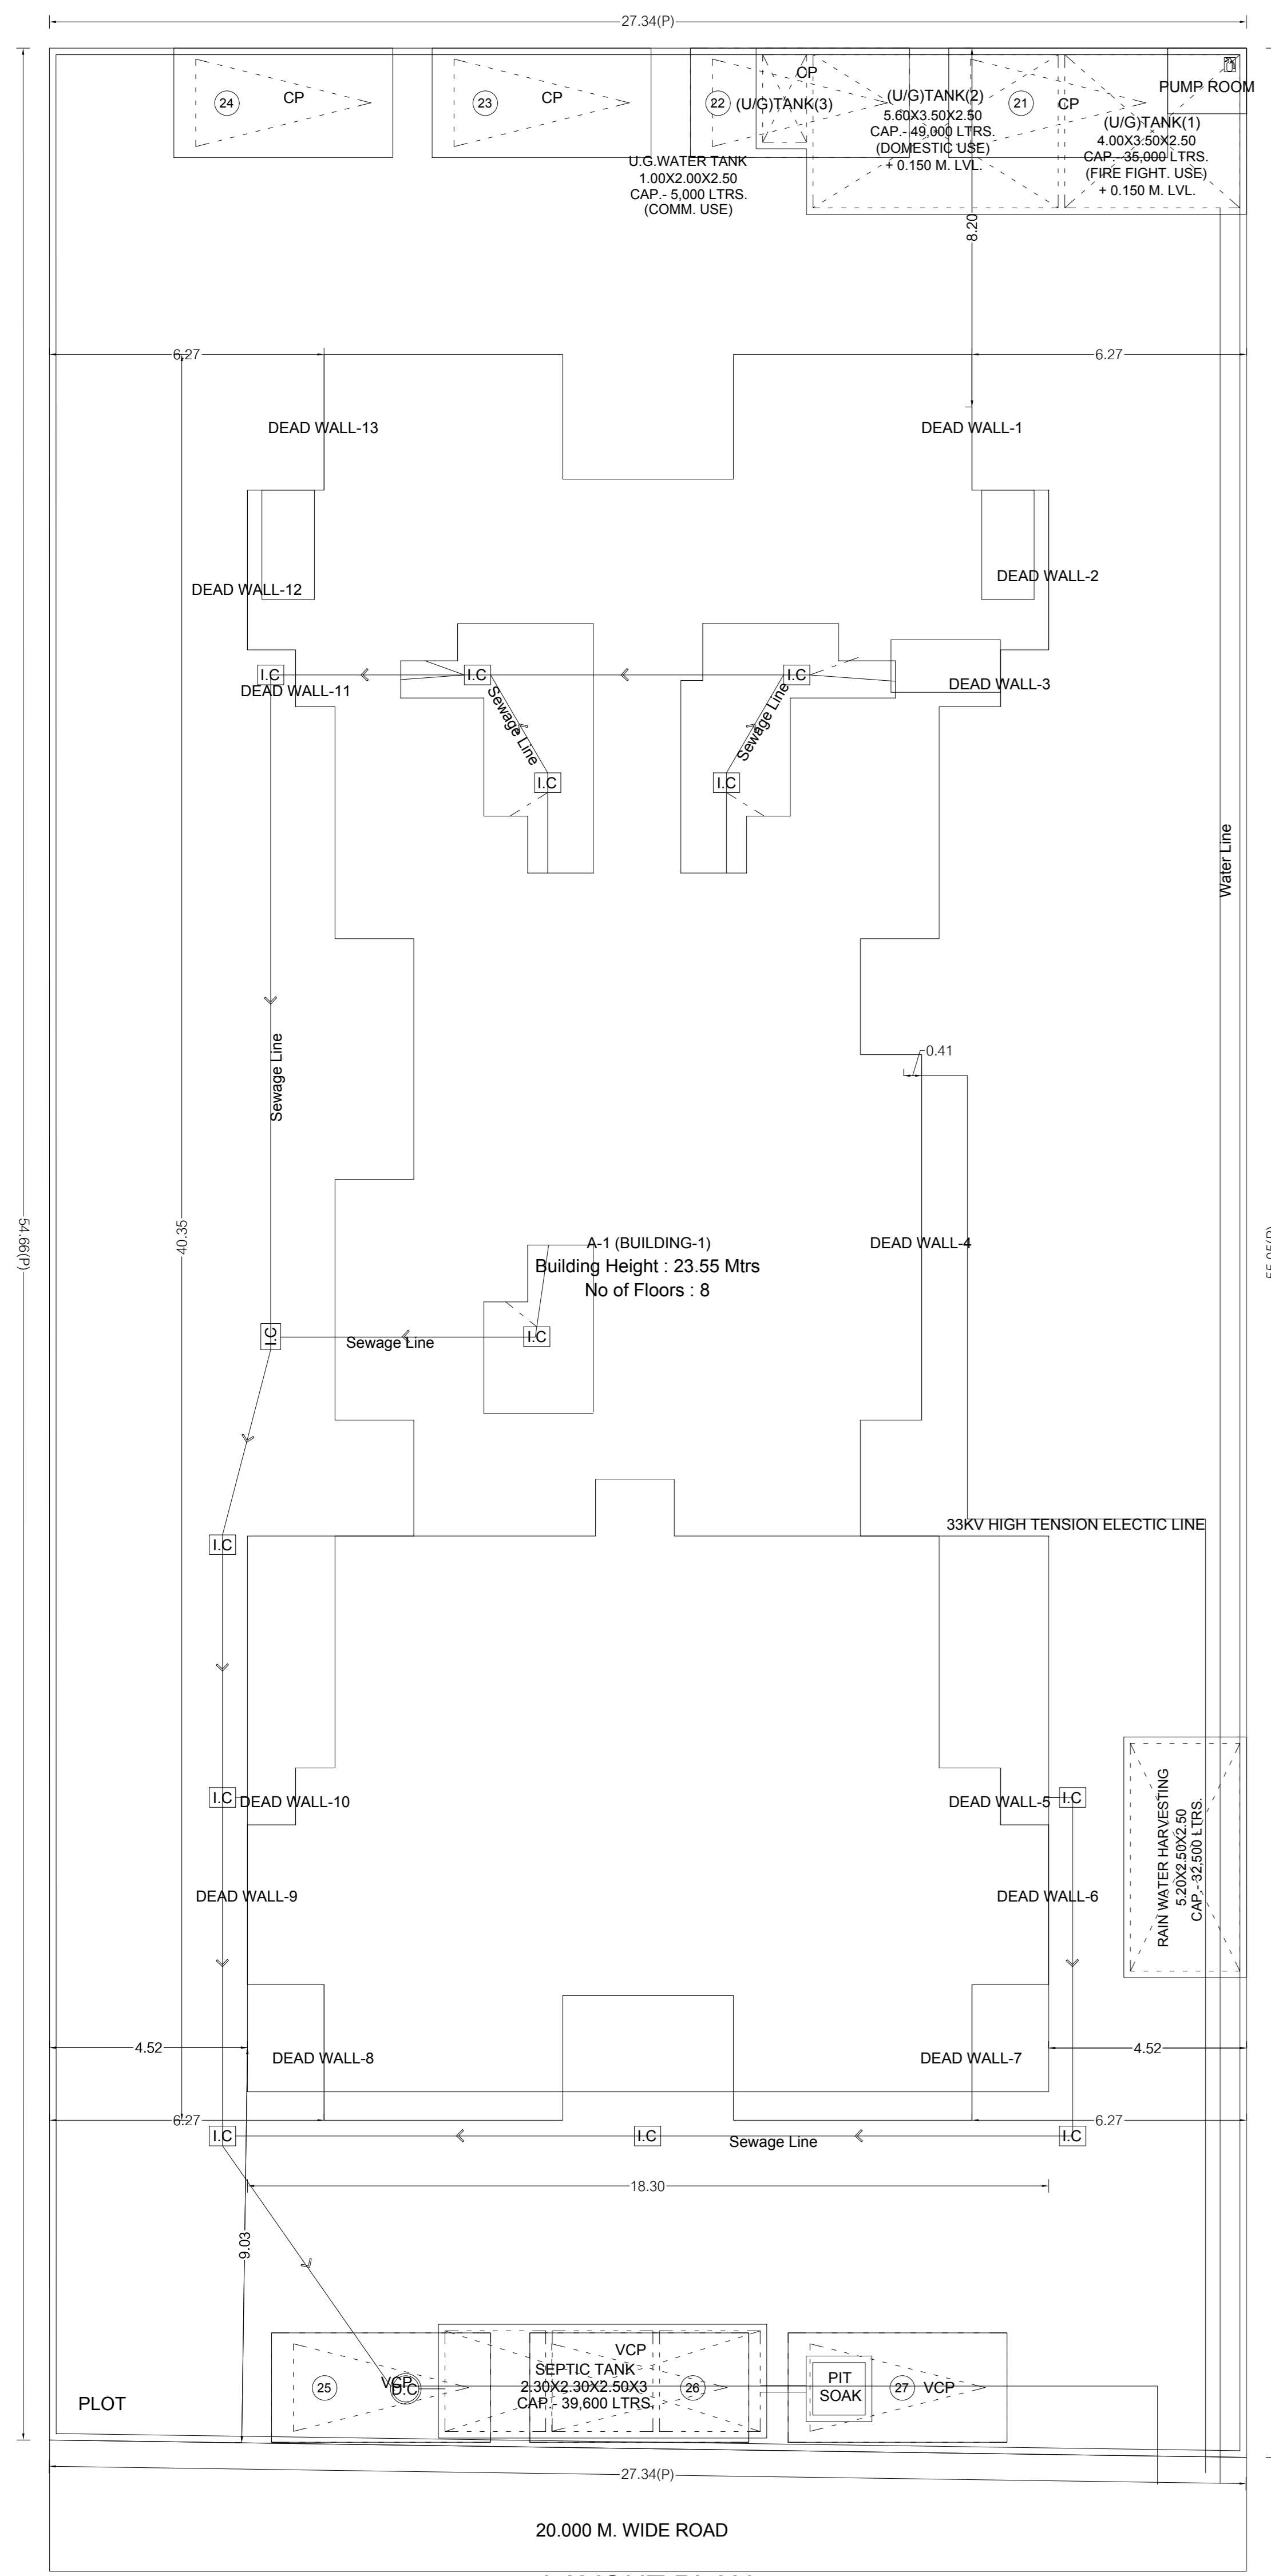 27.34(P)
24
CP
23
CP
22
CP
(U/G)TANK(3)
(U/G)TANK(2)
5.60X3.50X2.50
CAP.- 49,000 LTRS.
(DOMESTIC USE)
+ 0.150 M. LVL.
21
CP
PUMP ROOM
(U/G)TANK(1)
4.00X3.50X2.50
CAP.- 35,000 LTRS.
(FIRE FIGHT. USE)
+ 0.150 M. LVL.
U.G.WATER TANK
1.00X2.00X2.50
CAP.- 5,000 LTRS.
(COMM. USE)
8.20
6.27
6.27
DEAD WALL-13
DEAD WALL-1
DEAD WALL-12
DEAD WALL-2
I.C
I.C
I.C
DEAD WALL-11
DEAD WALL-3
Sewage Line
Sewage Line
I.C
I.C
Water Line
0.41
Sewage Line
54.66(P)
40.35
A-1 (BUILDING-1)
Building Height : 23.55 Mtrs
No of Floors : 8
DEAD WALL-4
I.C
Sewage Line
I.C
33KV HIGH TENSION ELECTIC LINE
I.C
I.C
DEAD WALL-10
DEAD WALL-5
I.C
RAIN WATER HARVESTING
5.20X2.50X2.50
CAP.- 32,500 LTRS.
DEAD WALL-9
DEAD WALL-6
4.52
4.52
DEAD WALL-8
DEAD WALL-7
6.27
6.27
I.C
I.C
Sewage Line
I.C
18.30
9.03
25
VCP
D.C
VCP
SEPTIC TANK
2.30X2.30X2.50X3
CAP.- 39,600 LTRS.
26
PIT
SOAK
27
VCP
PLOT
27.34(P)
20.000 M. WIDE ROAD